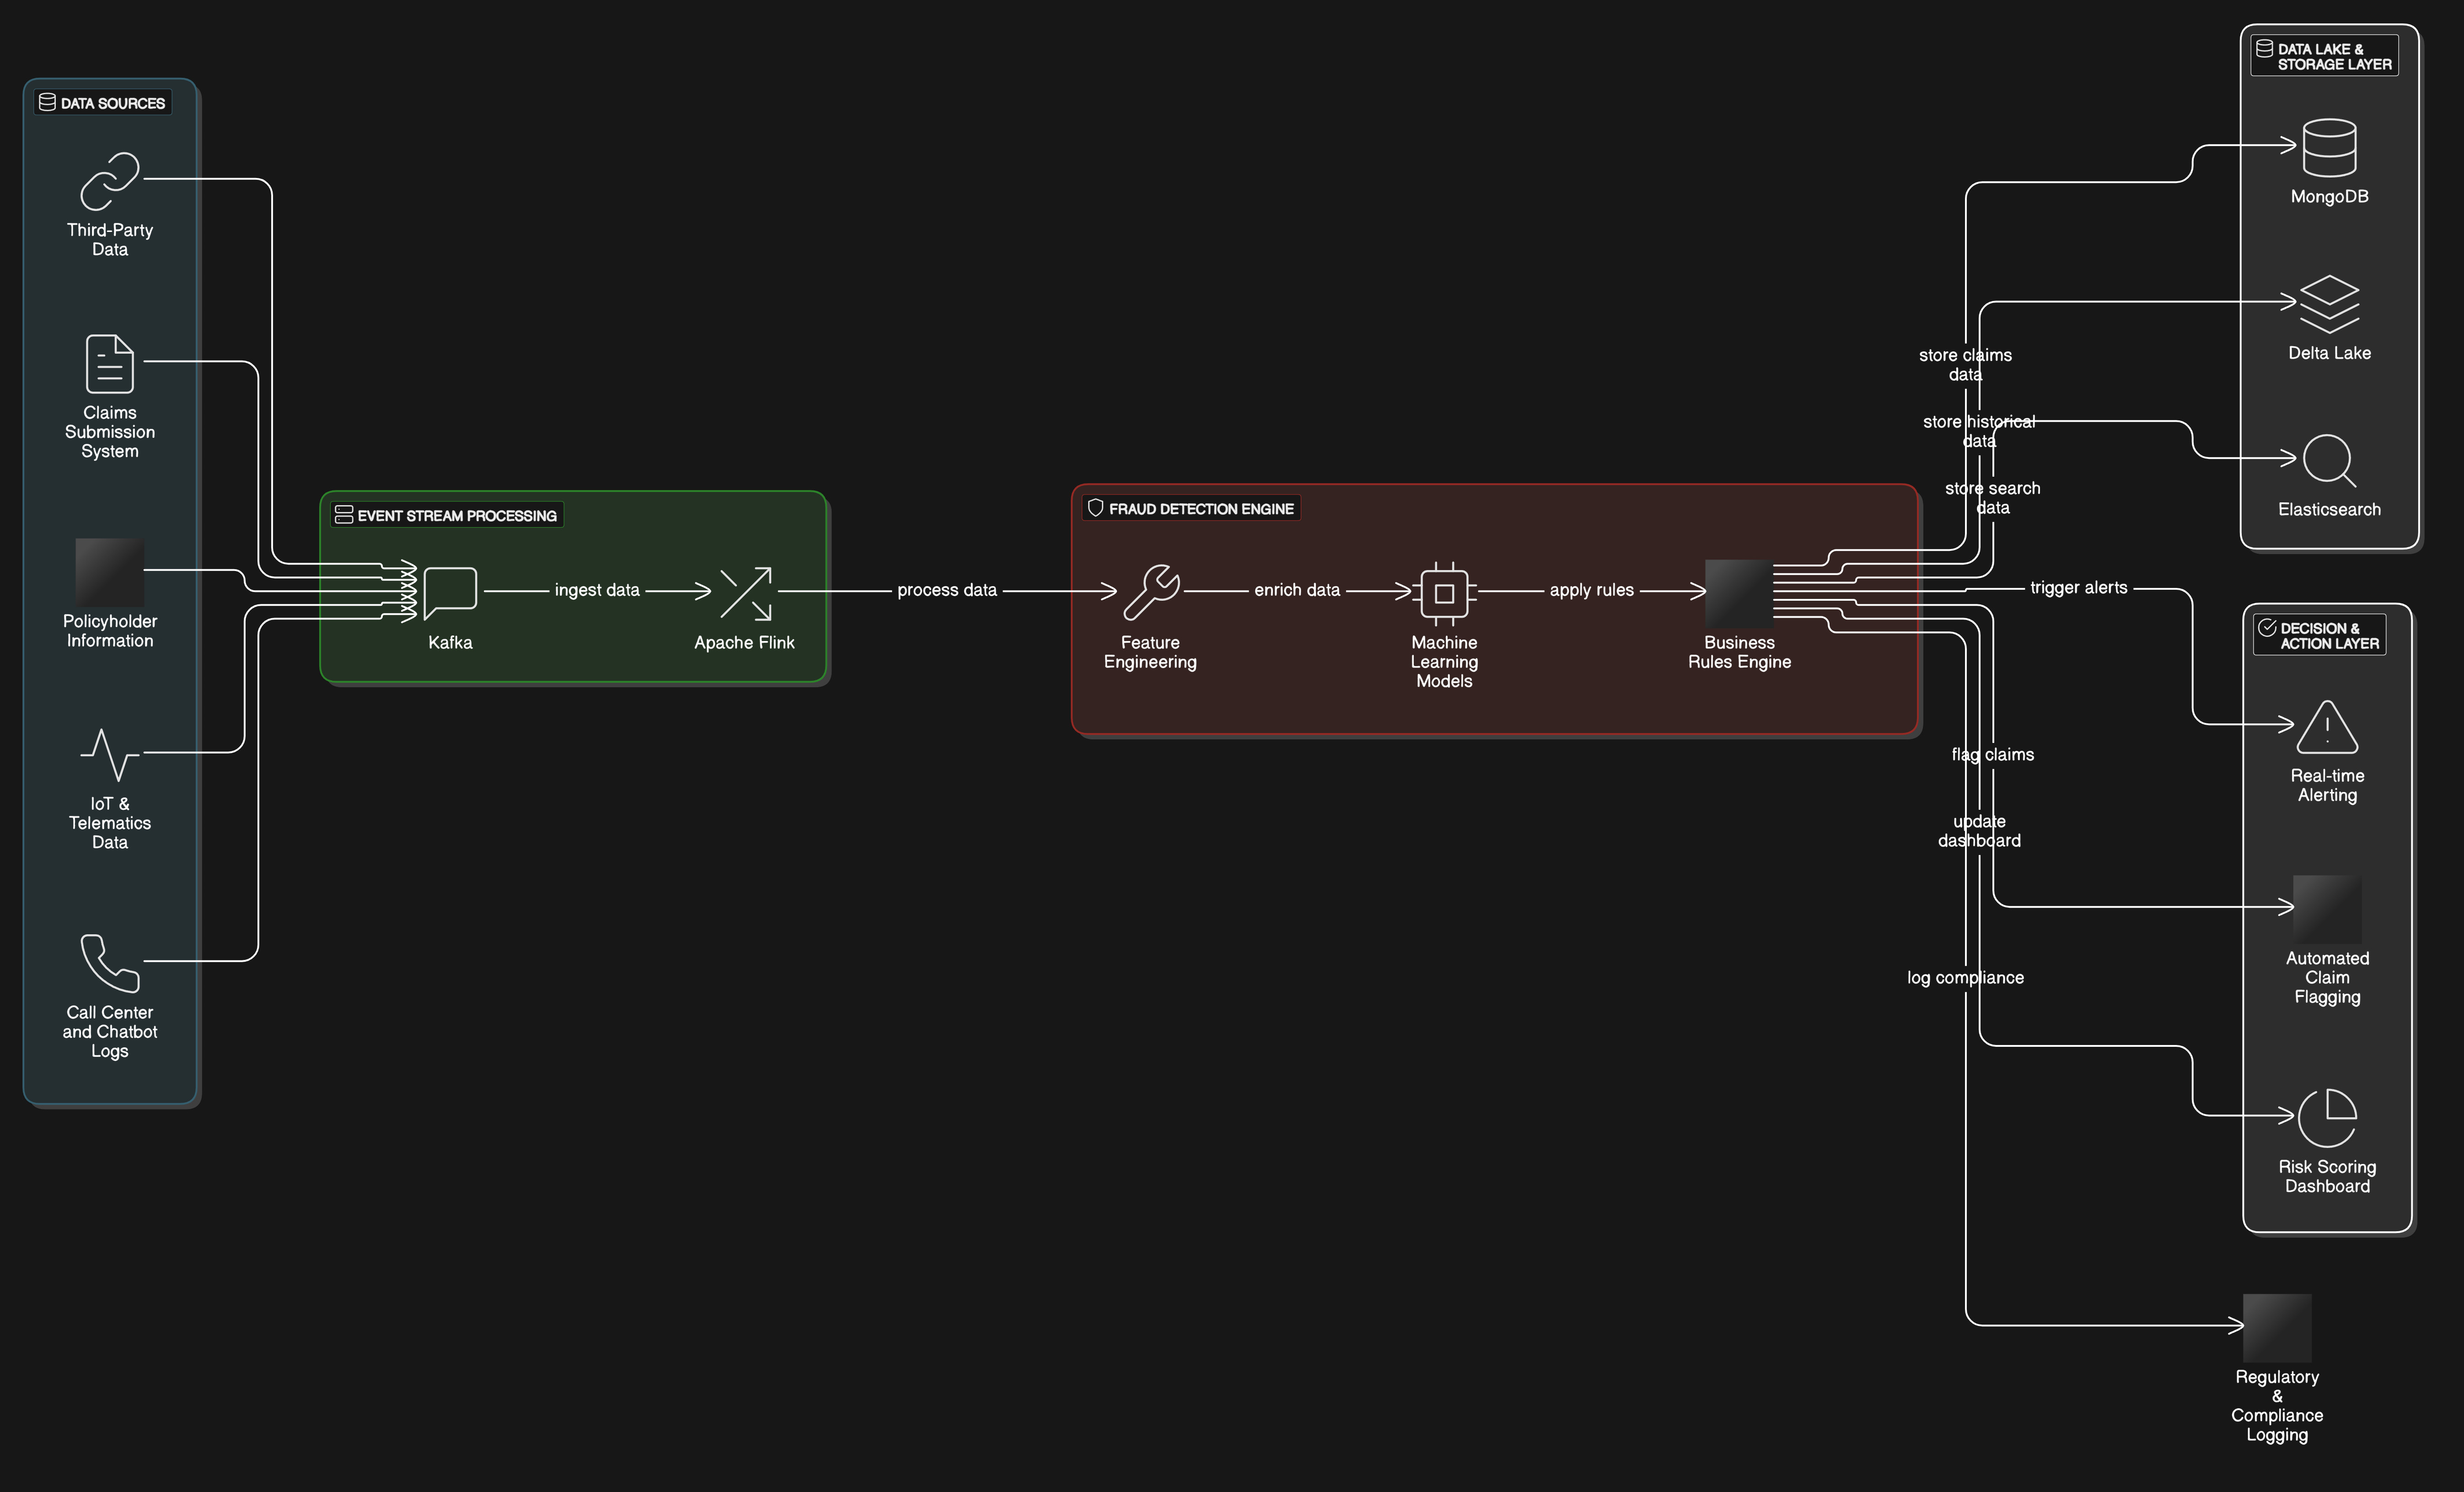 DATA SOURCES
Third-Party
Data
Claims
Submission
System
Policyholder
Information
IoT &
Telematics
Data
Call Center
and Chatbot
Logs
EVENT STREAM PROCESSING
Kafka
ingest data
Apache Flink
process data
FRAUD DETECTION ENGINE
Feature
Engineering
enrich data
Machine
Learning
Models
apply rules
Business
Rules Engine
store claims
data
store historical
data
store search
data
trigger alerts
flag claims
update
dashboard
log compliance
DATA LAKE &
STORAGE LAYER
MongoDB
Delta Lake
Elasticsearch
DECISION &
ACTION LAYER
Real-time
Alerting
Automated
Claim
Flagging
Risk Scoring
Dashboard
Regulatory
&
Compliance
Logging